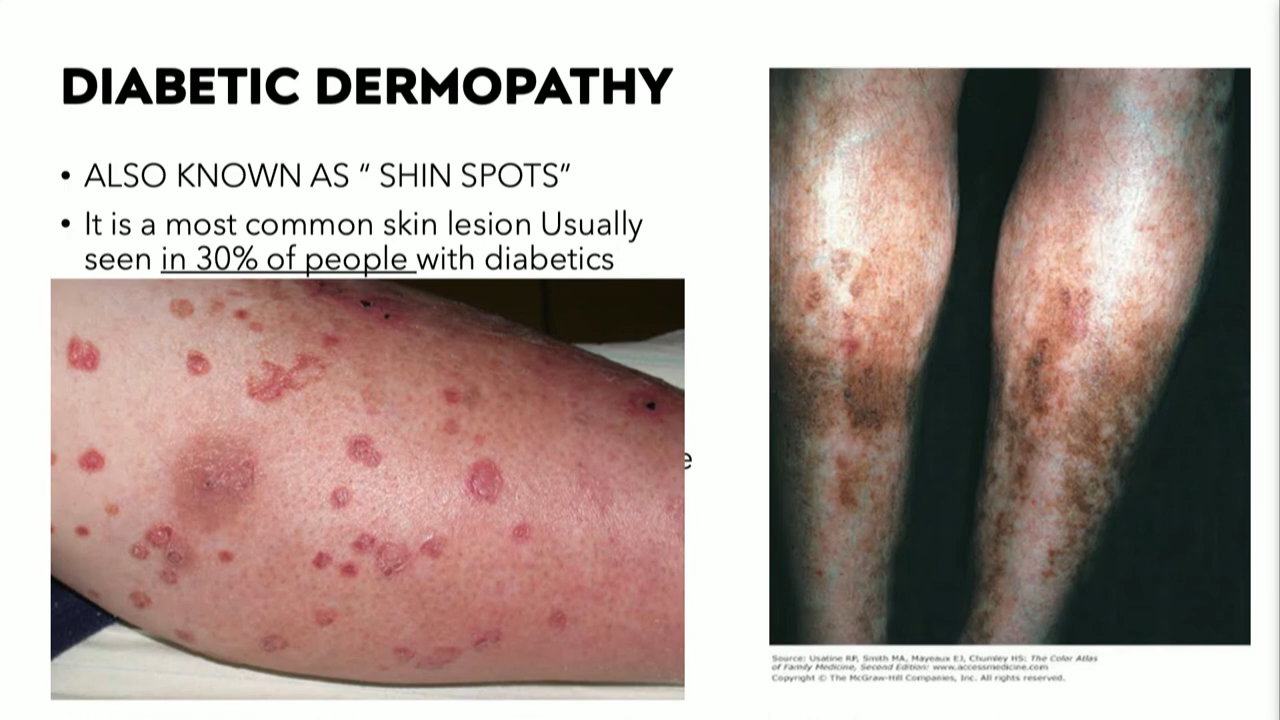 DIABETIC DERMOPATHY
• ALSO KNOWN AS “ SHIN SPOTS”
• It is a most common skin lesion Usually
seen in 30% of people with diabetics
e
Source: Usatine RP, Smith MA, Mayeaux EJ, Chumley HS: The Color Atlas
of Family Medicine, Second Edition: www.accessmedicine.com
Copyright © The McGraw-Hill Companies, Inc. All rights reserved.